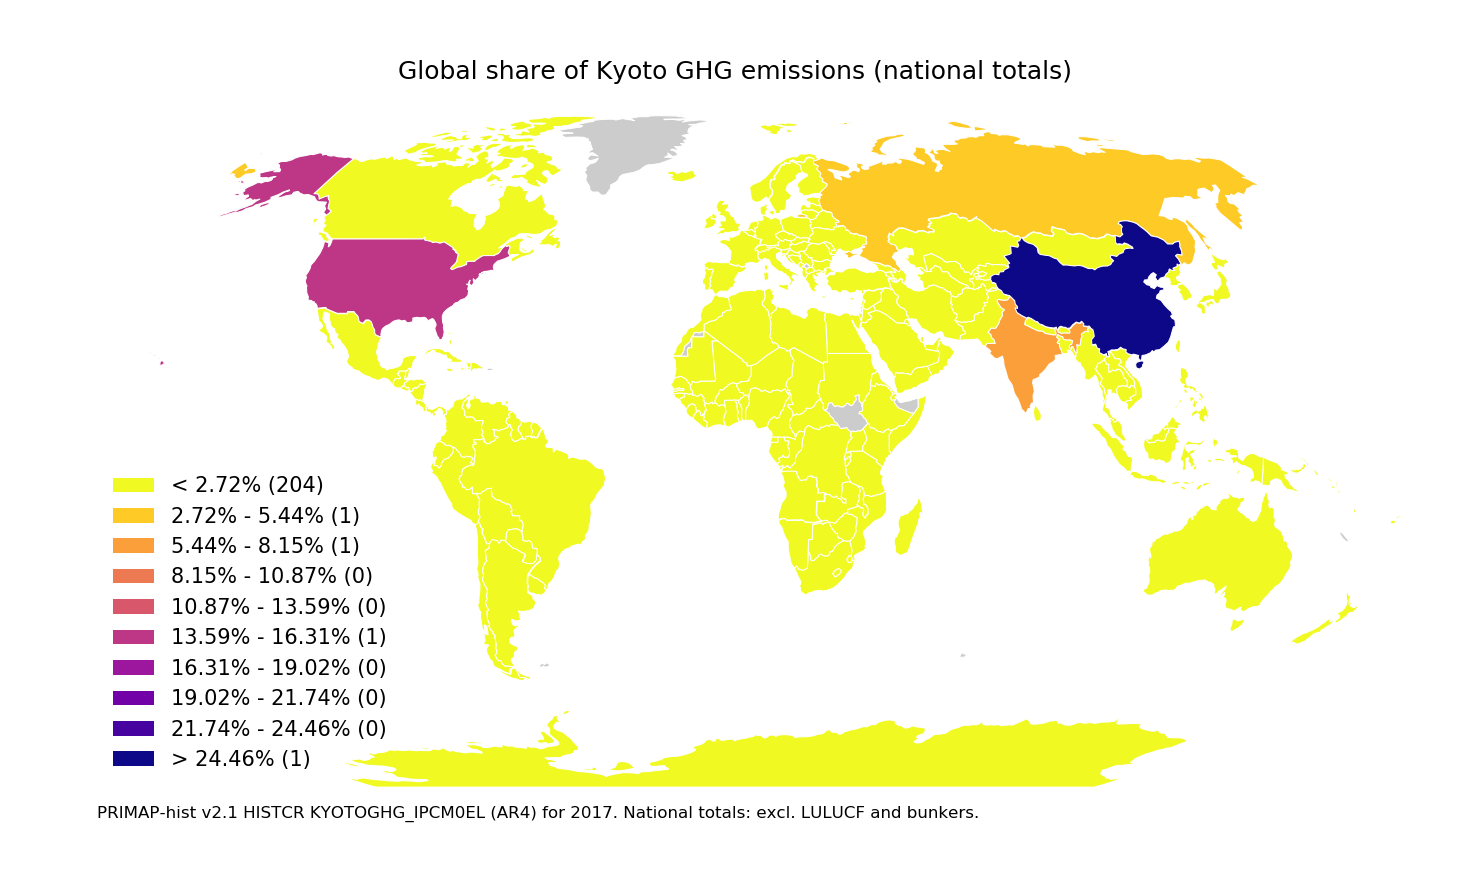 Global share of Kyoto GHG emissions (national totals)
< 2.72% (204)
2.72% - 5.44% (1)
5.44% - 8.15% (1)
8.15% - 10.87% (0)
10.87% - 13.59% (0)
13.59% - 16.31% (1)
16.31% - 19.02% (0)
19.02% - 21.74% (0)
21.74% - 24.46% (0)
> 24.46% (1)
PRIMAP-hist v2.1 HISTCR KYOTOGHG_IPCM0EL (AR4) for 2017. National totals: excl. LULUCF and bunkers.